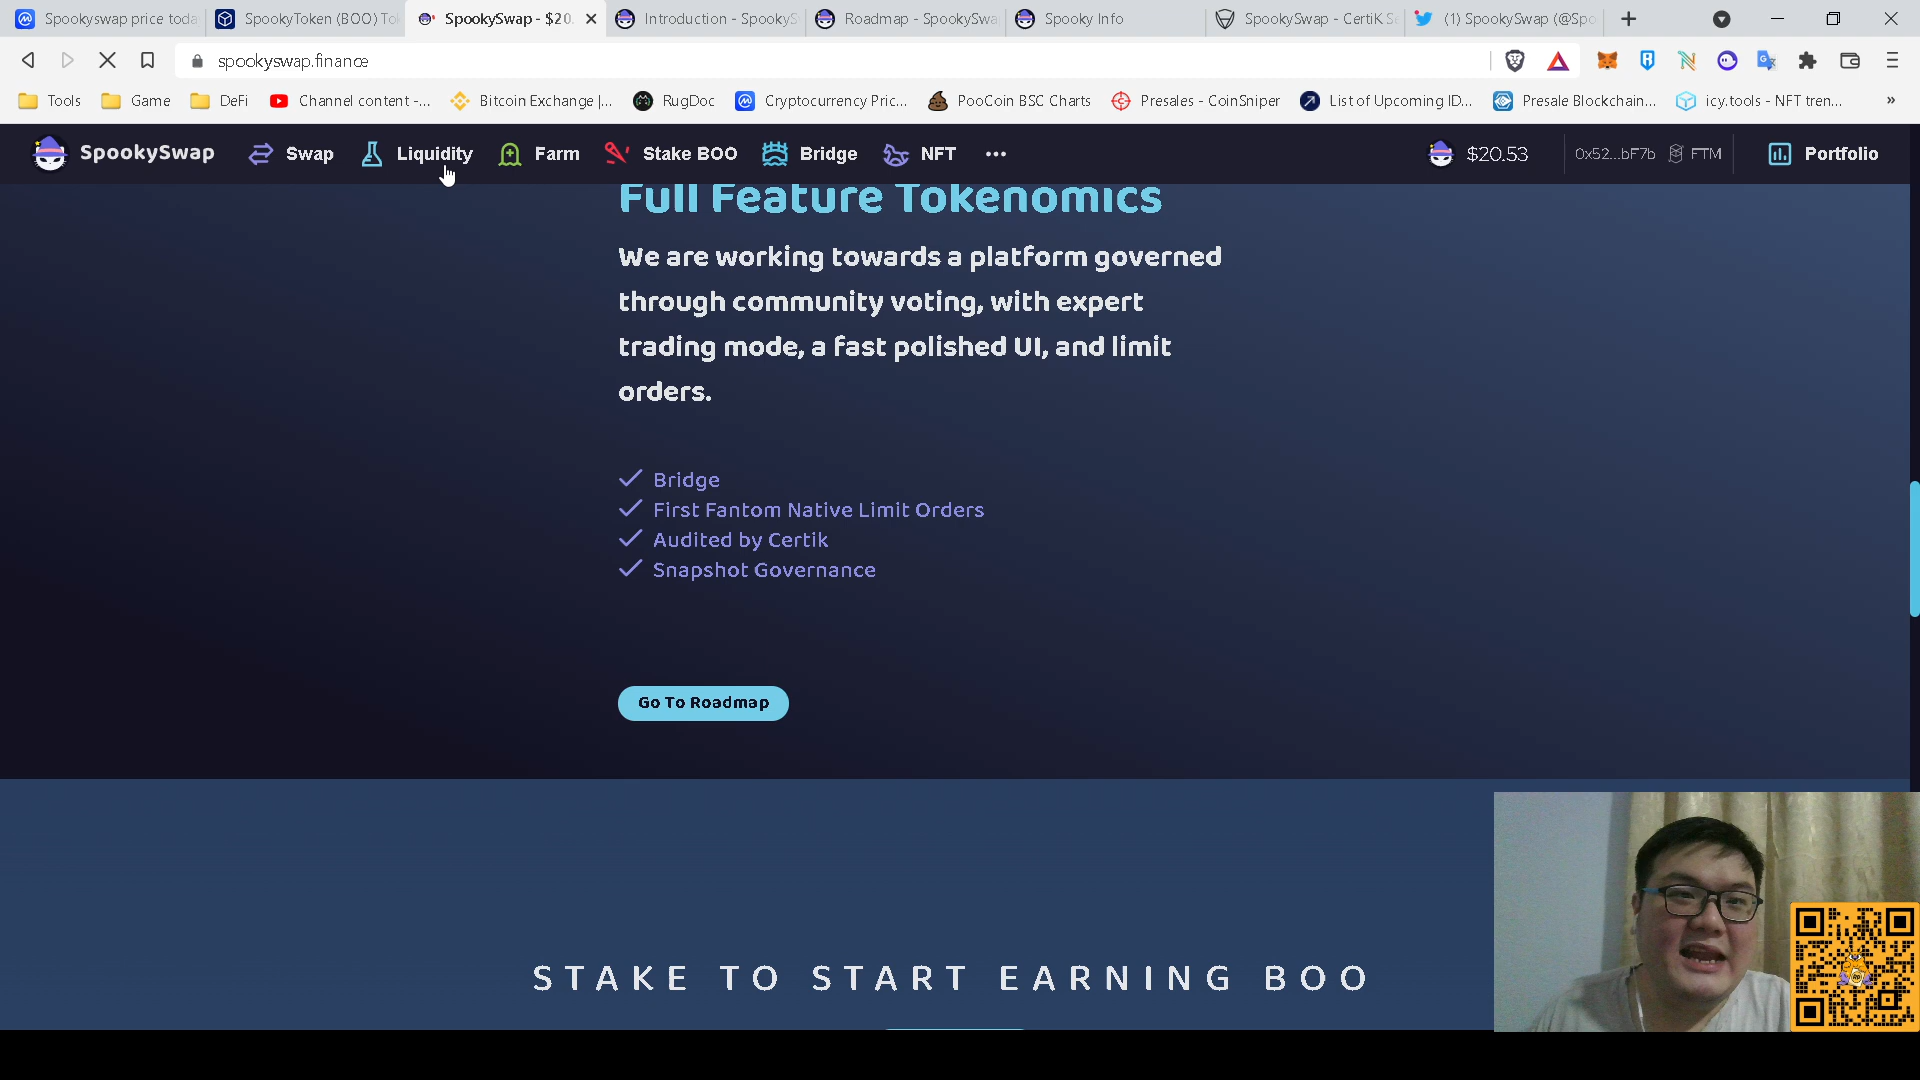 Spookyswap price toda
SpookyToken (BOO) To
SpookySwap - $20.
Introduction - SpookyS
Roadmap - SpookySwa
Spooky Info
SpookySwap - CertiK S
(1) SpookySwap (@Spo
spookyswap.finance
Tools
Game
DeFi
Channel content -...
Bitcoin Exchange |...
RugDoc
Cryptocurrency Pric...
PooCoin BSC Charts
Presales - CoinSniper
List of Upcoming ID...
Presale Blockchain...
icy.tools - NFT tren...
»
SpookySwap
Swap
Liquidity
Farm
Stake BOO
Bridge
NFT
$20.53
0x52...bF7b
FTM
Portfolio
Full Feature Tokenomics
We are working towards a platform governed
through community voting, with expert
trading mode, a fast polished UI, and limit
orders.
Bridge
First Fantom Native Limit Orders
Audited by Certik
Snapshot Governance
Go To Roadmap
STAKE TO START EARNING BOO